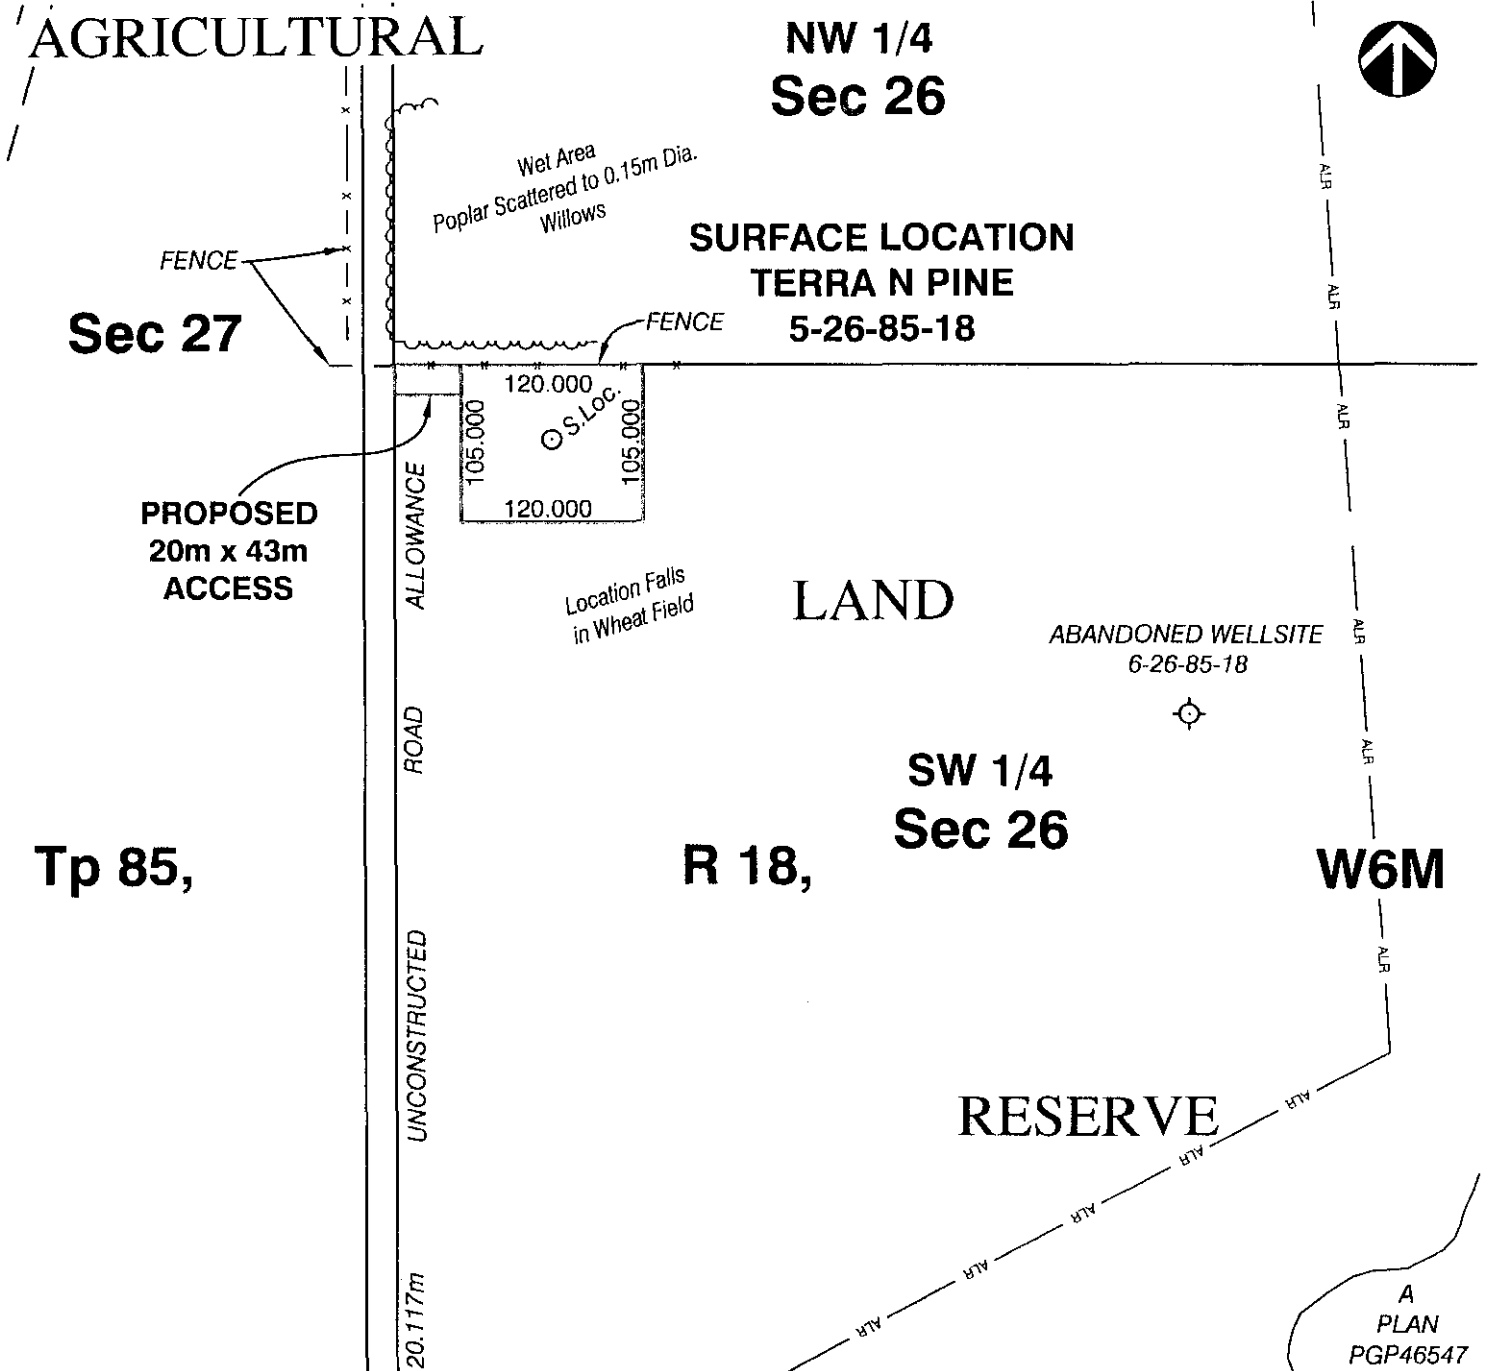 AGRICULTURAL
NW 1/4
Sec 26
Wet Area
Poplar Scattered to 0.15m Dia.
Willows
ALR
SURFACE LOCATION
TERRA N PINE
5-26-85-18
FENCE
ALR
Sec 27
FENCE
120.000
S.Loc.
105.000
105.000
120.000
ALR
PROPOSED
20m x 43m
ACCESS
ALLOWANCE
Location Falls
in Wheat Field
LAND
ABANDONED WELLSITE
6-26-85-18
ALR
ROAD
ALR
SW 1/4
Sec 26
Tp 85,
R 18,
W6M
UNCONSTRUCTED
ALR
RESERVE
ALR
ALR
ALR
ALR
ALR
20.117m
A
PLAN
PGP46547